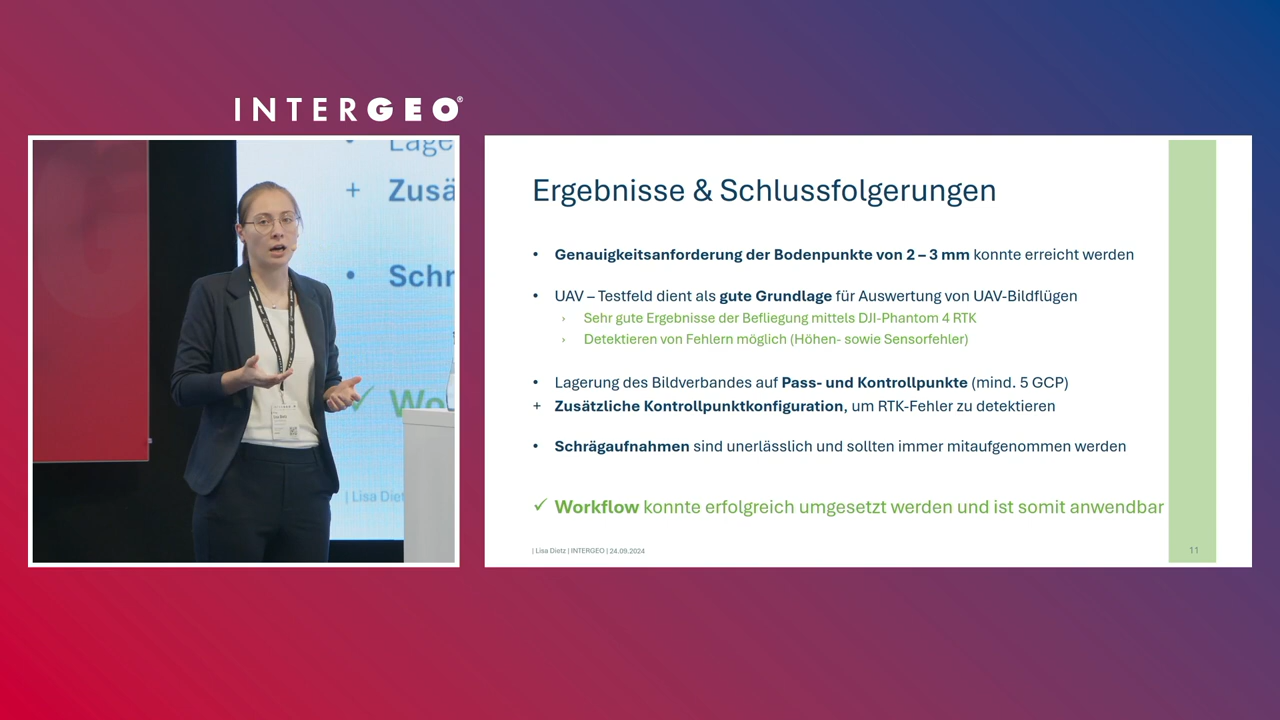 INTERGEO®
Lage
+ Zusä
• Schr
✓ Wo
| Lisa Diet
Ergebnisse & Schlussfolgerungen
• Genauigkeitsanforderung der Bodenpunkte von 2 – 3 mm konnte erreicht werden
• UAV – Testfeld dient als gute Grundlage für Auswertung von UAV-Bildflügen
› Sehr gute Ergebnisse der Befliegung mittels DJI-Phantom 4 RTK
› Detektieren von Fehlern möglich (Höhen- sowie Sensorfehler)
• Lagerung des Bildverbandes auf Pass- und Kontrollpunkte (mind. 5 GCP)
+ Zusätzliche Kontrollpunktkonfiguration, um RTK-Fehler zu detektieren
• Schrägaufnahmen sind unerlässlich und sollten immer mitaufgenommen werden
✓ Workflow konnte erfolgreich umgesetzt werden und ist somit anwendbar
| Lisa Dietz | INTERGEO | 24.09.2024
11